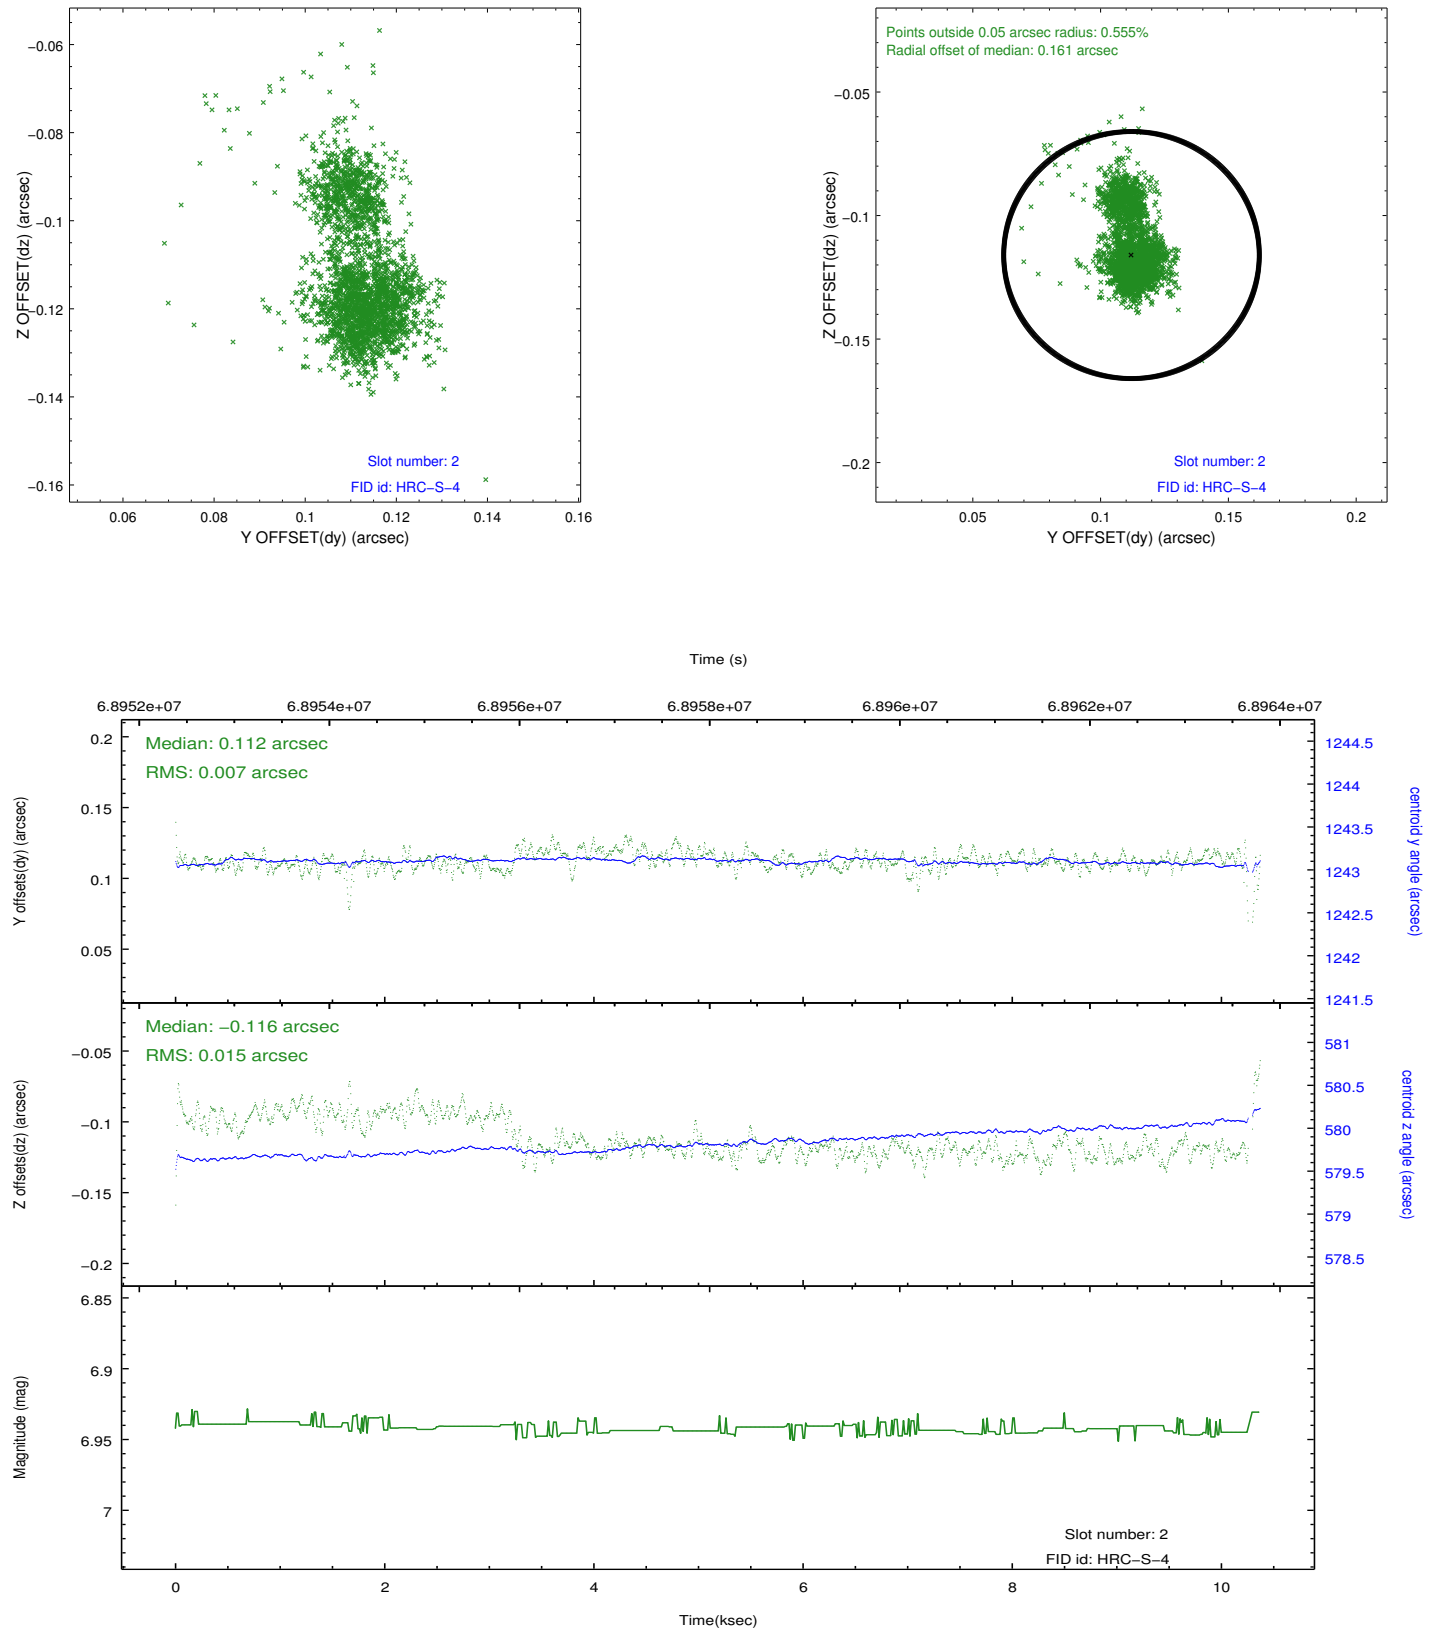 −0.06
−0.08
−0.1
−0.12
−0.14
−0.16
Z OFFSET(dz) (arcsec)
Slot number: 2
FID id: HRC−S−4
0.06
0.08
0.1
0.12
0.14
0.16
Y OFFSET(dy) (arcsec)
Points outside 0.05 arcsec radius: 0.555%
Radial offset of median: 0.161 arcsec
−0.05
−0.1
−0.15
−0.2
Z OFFSET(dz) (arcsec)
Slot number: 2
FID id: HRC−S−4
0.05
0.1
0.15
0.2
Y OFFSET(dy) (arcsec)
Time (s)
6.8952e+07
6.8954e+07
6.8956e+07
6.8958e+07
6.896e+07
6.8962e+07
6.8964e+07
Median: 0.112 arcsec
RMS: 0.007 arcsec
0.2
0.15
0.1
0.05
Y offsets(dy) (arcsec)
1244.5
1244
1243.5
1243
1242.5
1242
1241.5
centroid y angle (arcsec)
Median: −0.116 arcsec
RMS: 0.015 arcsec
−0.05
−0.1
−0.15
−0.2
Z offsets(dz) (arcsec)
581
580.5
580
579.5
579
578.5
centroid z angle (arcsec)
6.85
6.9
6.95
7
Magnitude (mag)
Slot number: 2
FID id: HRC−S−4
0
2
4
6
8
10
Time(ksec)